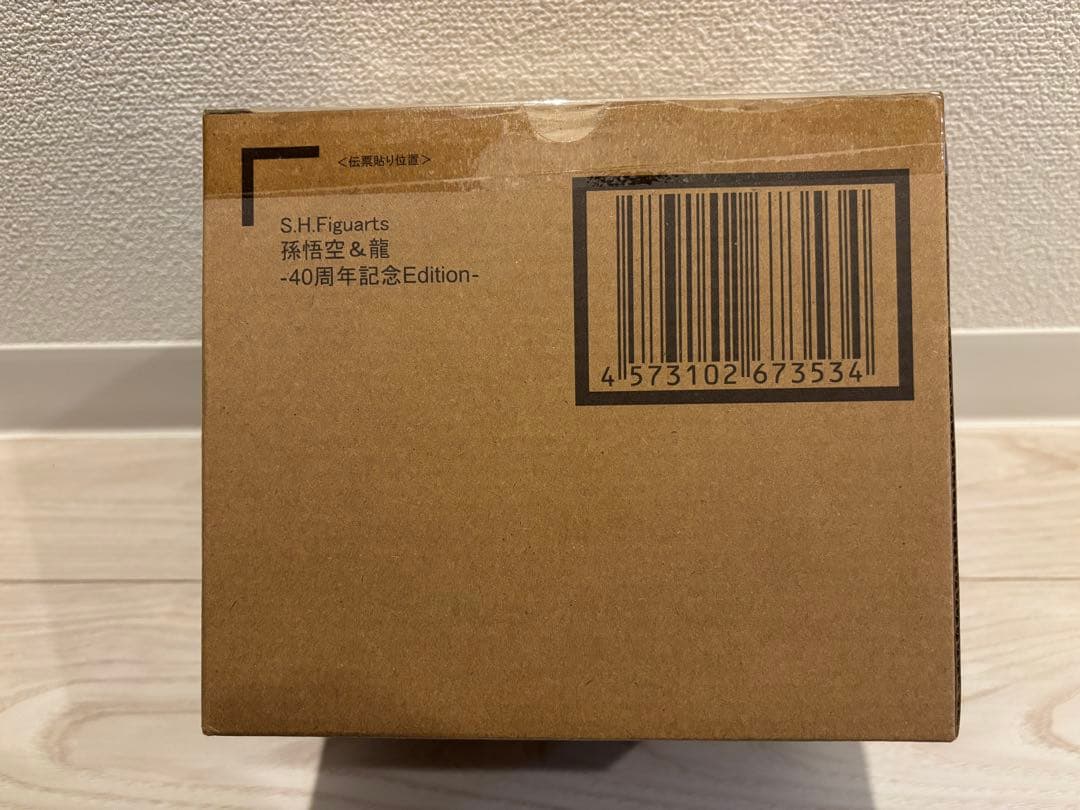 <伝票貼り位置>
S.H.Figuarts
孫悟空＆龍
-40周年記念Edition-
4 573102 673534